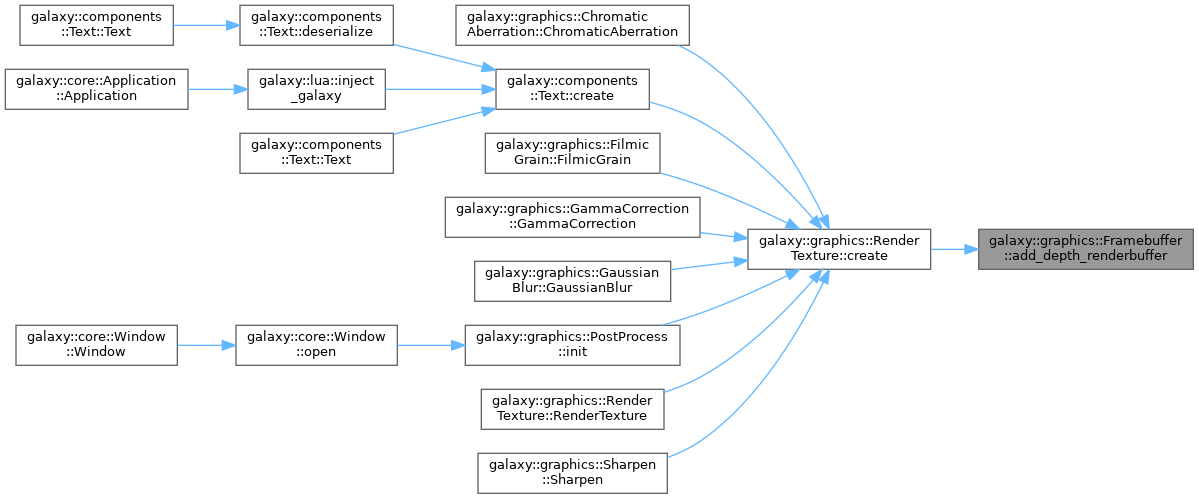 galaxy::components
::Text::Text
galaxy::components
::Text::deserialize
galaxy::graphics::Chromatic
Aberration::ChromaticAberration
galaxy::core::Application
::Application
galaxy::lua::inject
_galaxy
galaxy::components
::Text::create
galaxy::components
::Text::Text
galaxy::graphics::Filmic
Grain::FilmicGrain
galaxy::graphics::GammaCorrection
::GammaCorrection
galaxy::graphics::Render
Texture::create
galaxy::graphics::Framebuffer
::add_depth_renderbuffer
galaxy::graphics::Gaussian
Blur::GaussianBlur
galaxy::core::Window
::Window
galaxy::core::Window
::open
galaxy::graphics::PostProcess
::init
galaxy::graphics::Render
Texture::RenderTexture
galaxy::graphics::Sharpen
::Sharpen